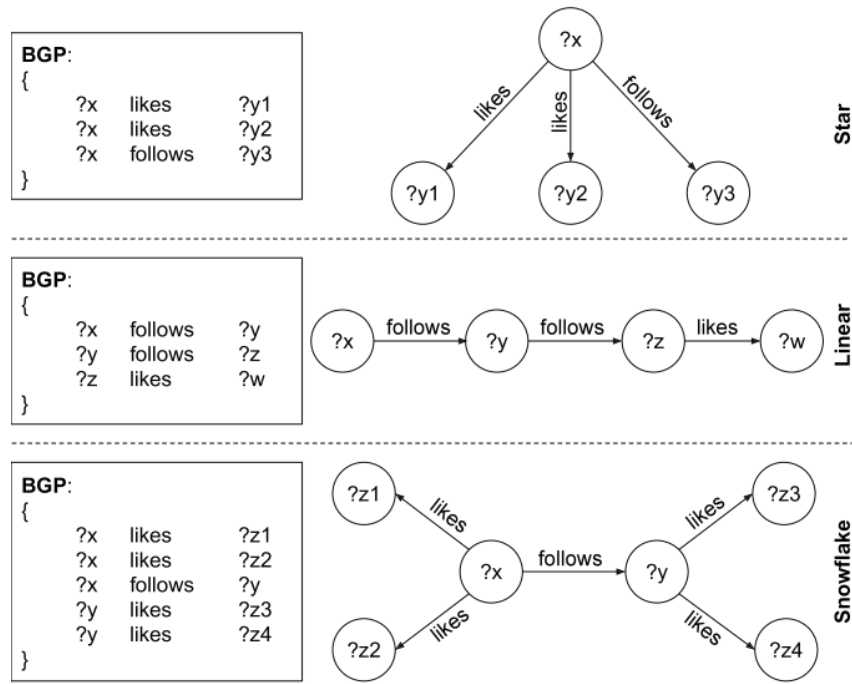 BGP:
{
?x likes ?y1
?x likes ?y2
?x follows ?y3
}
?x
likes
likes
follows
?y1
?y2
?y3
Star
BGP:
{
?x follows ?y
?y follows ?z
?z likes ?w
}
?x
follows
?y
follows
?z
likes
?w
Linear
BGP:
{
?x likes ?z1
?x likes ?z2
?x follows ?y
?y likes ?z3
?y likes ?z4
}
?z1
likes
?z3
likes
?x
follows
?y
?z2
likes
?z4
likes
Snowflake